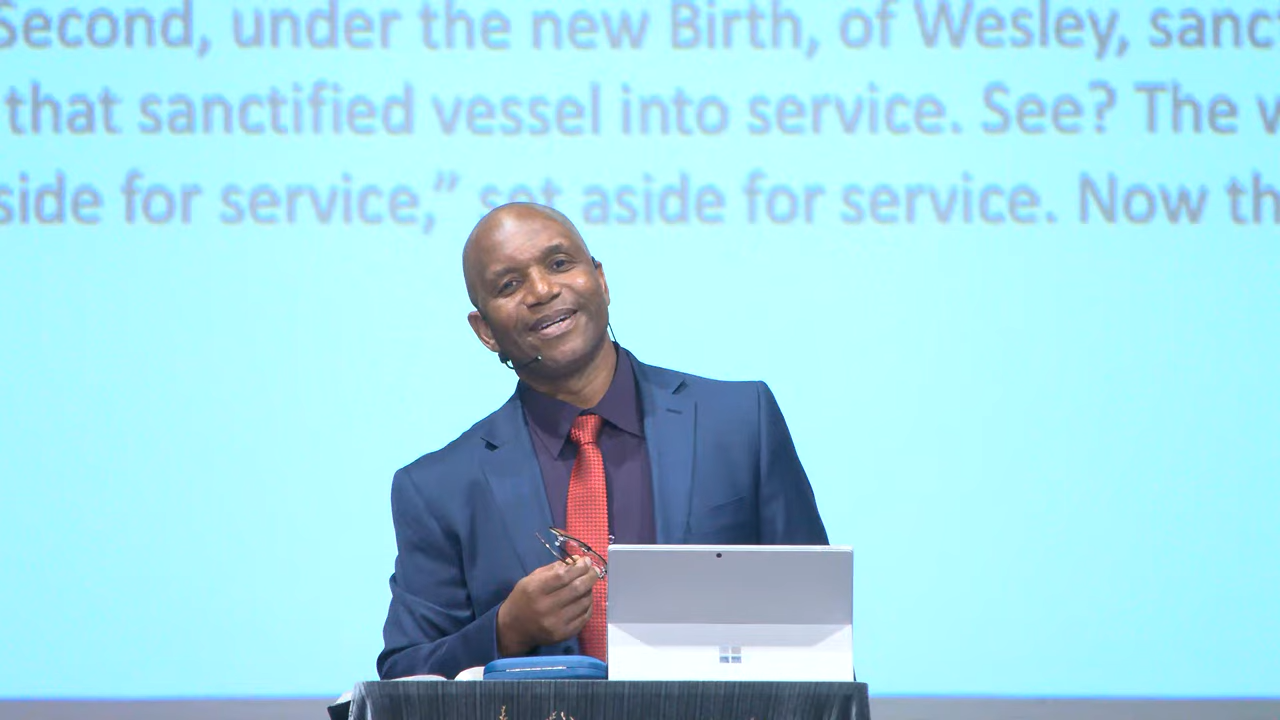 Second, under the new Birth, of Wesley, sanc
that sanctified vessel into service. See? The w
side for service,” set aside for service. Now th